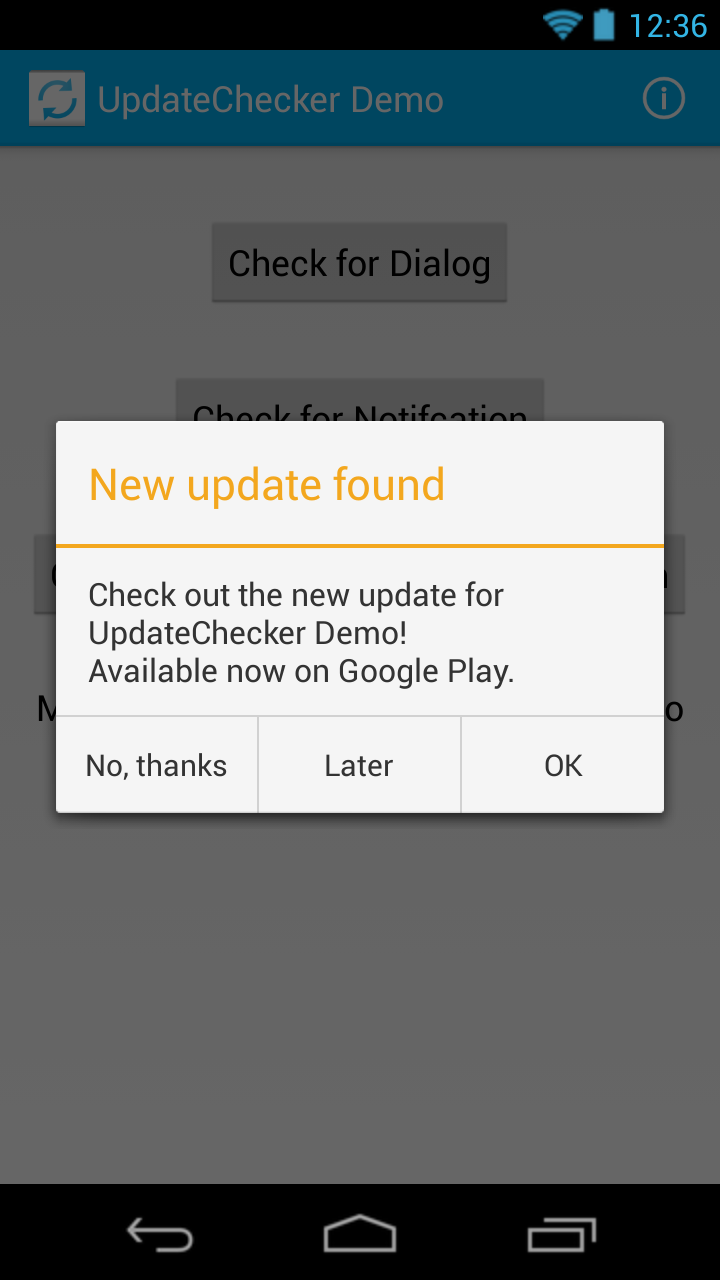 12:36
UpdateChecker Demo
Check for Dialog
Check for Notifcation
New update found
Check out the new update for
UpdateChecker Demo!
Available now on Google Play.
No, thanks
Later
OK